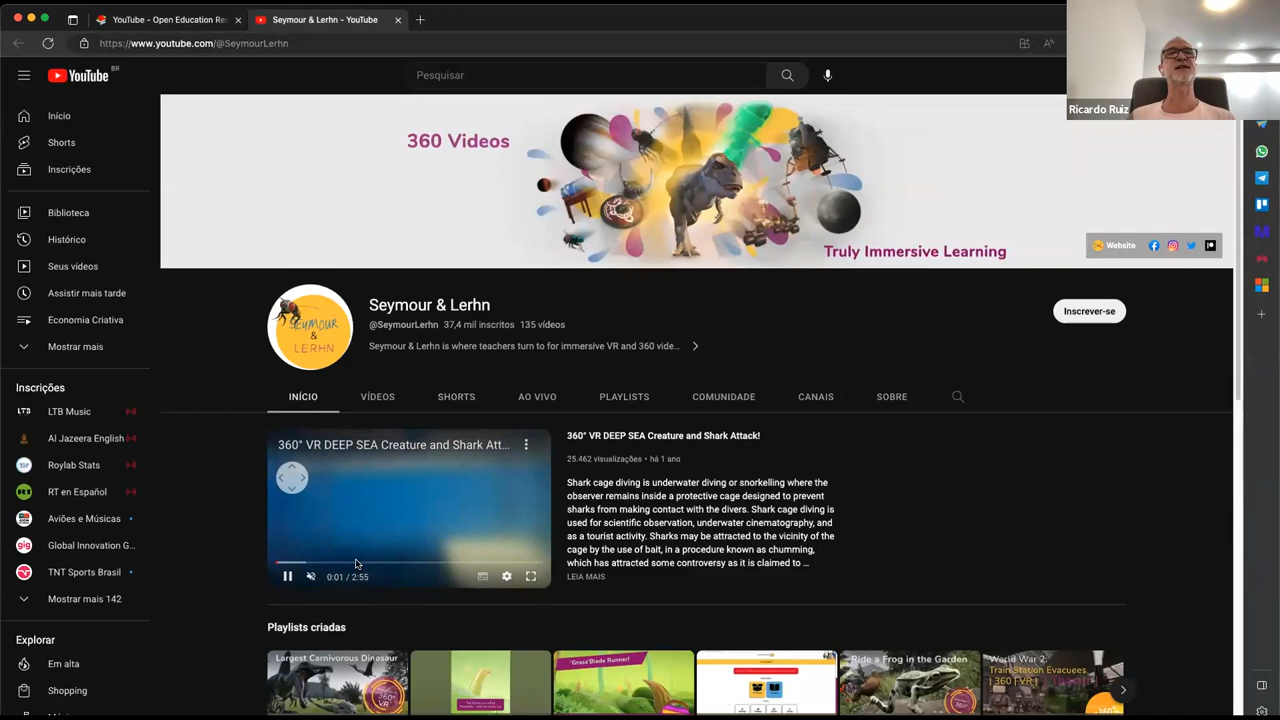 YouTube - Open Education Re
Seymour & Lerhn - YouTube
https://www.youtube.com/@SeymourLerhn
Ricardo Ruiz
YouTube BR
Pesquisar
Início
Shorts
Inscrições
Biblioteca
Histórico
Seus vídeos
Assistir mais tarde
Economia Criativa
Mostrar mais
Inscrições
LTB Music
Al Jazeera English
Roylab Stats
RT en Español
Aviões e Músicas
gig Global Innovation G...
TNT Sports Brasil
Mostrar mais 142
Explorar
Em alta
Shopping
360 Videos
Truly Immersive Learning
Website
SEYMOUR
&
LERHN
Seymour & Lerhn
@SeymourLerhn 37,4 mil inscritos 135 vídeos
Seymour & Lerhn is where teachers turn to for immersive VR and 360 vide...
Inscrever-se
INÍCIO VÍDEOS SHORTS AO VIVO PLAYLISTS COMUNIDADE CANAIS SOBRE
360° VR DEEP SEA Creature and Shark Att...
0:01 / 2:55
360° VR DEEP SEA Creature and Shark Attack!
25.462 visualizações • há 1 ano
Shark cage diving is underwater diving or snorkelling where the
observer remains inside a protective cage designed to prevent
sharks from making contact with the divers. Shark cage diving is
used for scientific observation, underwater cinematography, and
as a tourist activity. Sharks may be attracted to the vicinity of the
cage by the use of bait, in a procedure known as chumming,
which has attracted some controversy as it is claimed to ...
LEIA MAIS
Playlists criadas
Largest Carnivorous Dinosaur
360° VR
'Grass' Blade Runner!
Ride a Frog in the Garden
World War 2:
Train Station Evacuees
| 360 | VR |
360°